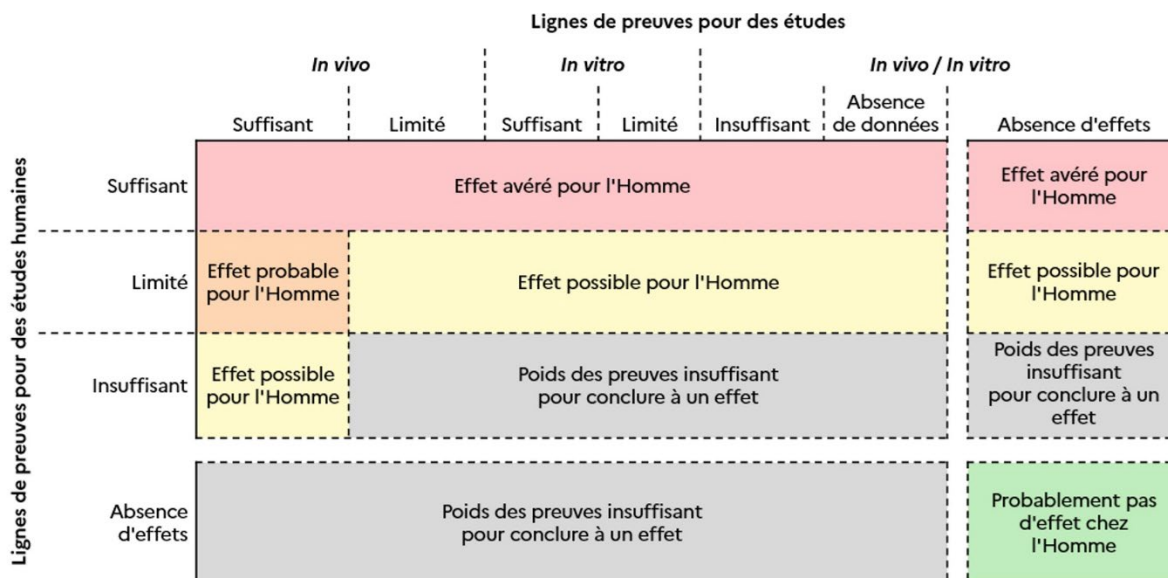 Lignes de preuves pour des études
In vivo
In vitro
In vivo / In vitro
Suffisant
Limité
Suffisant
Limité
Insuffisant
Absence
de données
Absence d'effets
Lignes de preuves pour des études humaines
Suffisant
Effet avéré pour l'Homme
Effet avéré pour
l'Homme
Limité
Effet probable
pour l'Homme
Effet possible pour l'Homme
Effet possible pour
l'Homme
Insuffisant
Effet possible
pour l'Homme
Poids des preuves insuffisant
pour conclure à un effet
Poids des preuves
insuffisant
pour conclure à un
effet
Absence
d'effets
Poids des preuves insuffisant
pour conclure à un effet
Probablement pas
d'effet chez
l'Homme